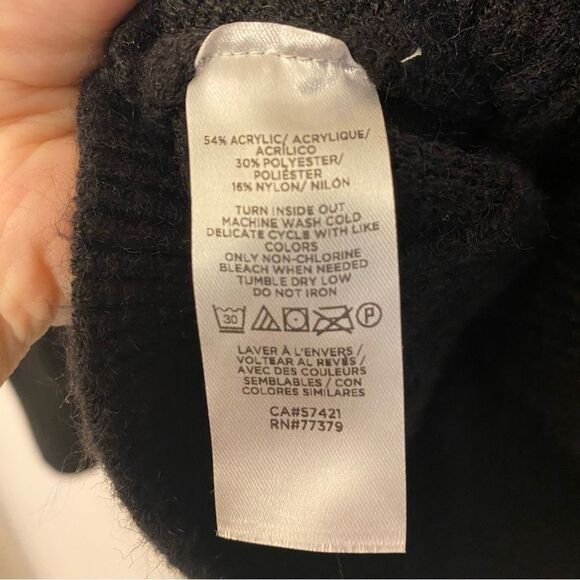 54% ACRYLIC/ ACRYLIQUE/
ACRÍLICO
30% POLYESTER/
POLIÉSTER
16% NYLON/ NILÓN
TURN INSIDE OUT
MACHINE WASH COLD
DELICATE CYCLE WITH LIKE
COLORS
ONLY NON-CHLORINE
BLEACH WHEN NEEDED
TUMBLE DRY LOW
DO NOT IRON
30 P
LAVER À L'ENVERS /
VOLTEAR AL REVÉS /
AVEC DES COULEURS
SEMBLABLES / CON
COLORES SIMILARES
CA#57421
RN#77379